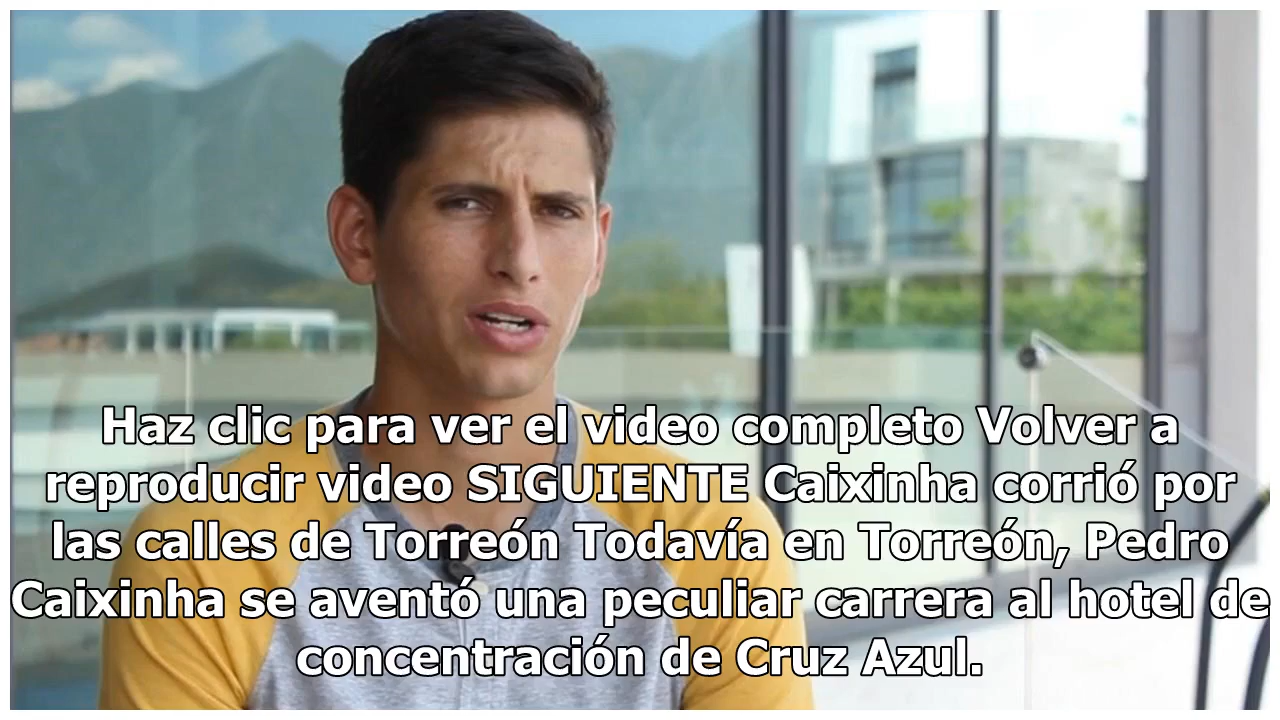 Haz clic para ver el video completo Volver a
reproducir video SIGUIENTE Caixinha corrió por
las calles de Torreón Todavía en Torreón, Pedro
Caixinha se aventó una peculiar carrera al hotel de
concentración de Cruz Azul.